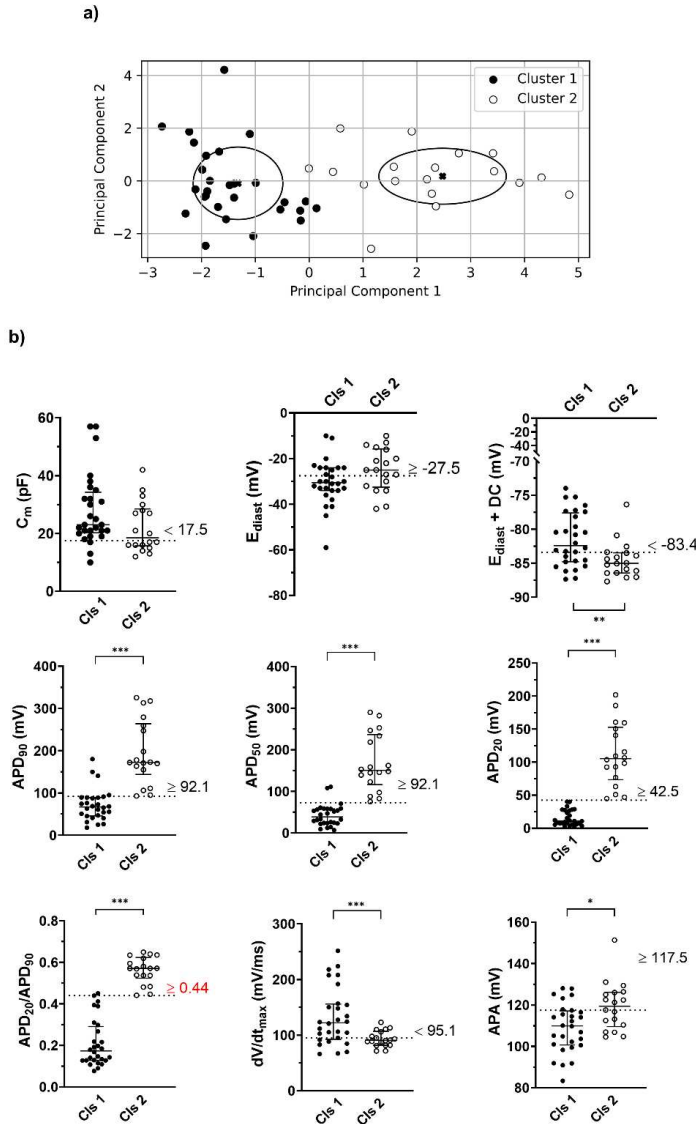 a)
Principal Component 2
4
2
0
−2
Cluster 1
Cluster 2
−3 −2 −1 0 1 2 3 4 5
Principal Component 1
b)
Cm (pF)
60
40
20
0
< 17.5
Cls 1 Cls 2
Cls 1 Cls 2
Ediast (mV)
0
-20
-40
-60
-80
≥ -27.5
Cls 1 Cls 2
Ediast + DC (mV)
0
-20
-40
-70
-75
-80
-85
-90
< -83.4
**
APD90 (mV)
400
300
200
100
0
***
≥ 92.1
Cls 1 Cls 2
APD50 (mV)
400
300
200
100
0
***
≥ 92.1
Cls 1 Cls 2
APD20 (mV)
250
200
150
100
50
0
***
≥ 42.5
Cls 1 Cls 2
APD20/APD90
0.8
0.6
0.4
0.2
0.0
***
≥ 0.44
Cls 1 Cls 2
dV/dtmax (mV/ms)
300
200
150
100
50
0
***
< 95.1
Cls 1 Cls 2
APA (mV)
160
140
120
100
80
*
≥ 117.5
Cls 1 Cls 2